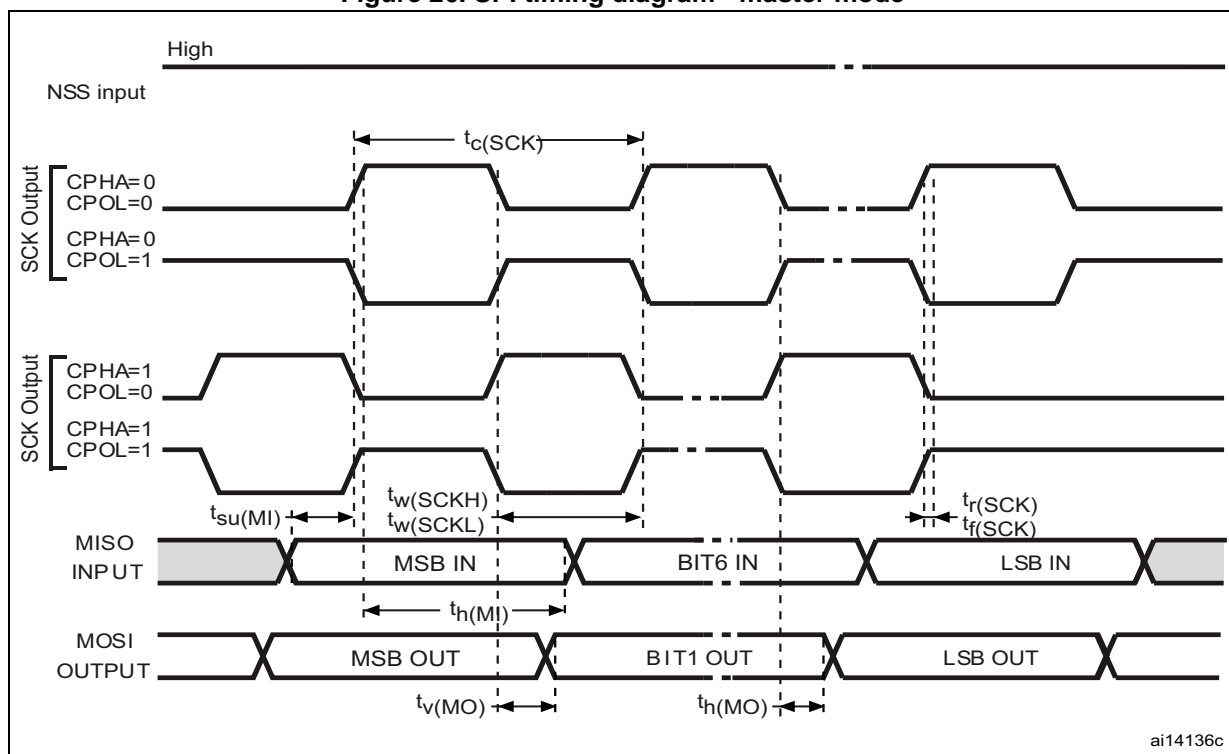 Figure SPI timing diagram - master mode
High
NSS input
tc(SCK)
SCK Output
CPHA=0
CPOL=0
CPHA=0
CPOL=1
SCK Output
CPHA=1
CPOL=0
CPHA=1
CPOL=1
tsu(MI)
tw(SCKH)
tw(SCKL)
tr(SCK)
tf(SCK)
MISO
INPUT
MSB IN
BIT6 IN
LSB IN
th(MI)
MOSI
OUTPUT
MSB OUT
BIT1 OUT
LSB OUT
tv(MO)
th(MO)
ai14136c